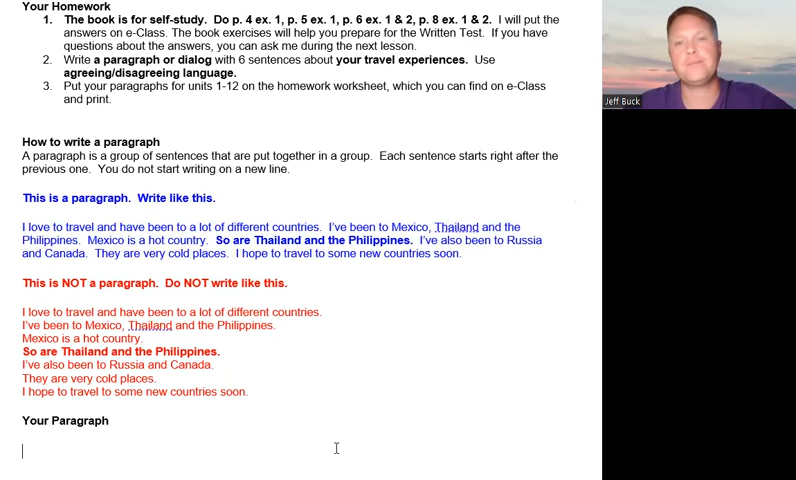 Your Homework
1. The book is for self-study. Do p. 4 ex. 1, p. 5 ex. 1, p. 6 ex. 1 & 2, p. 8 ex. 1 & 2. I will put the
answers on e-Class. The book exercises will help you prepare for the Written Test. If you have
questions about the answers, you can ask me during the next lesson.
2. Write a paragraph or dialog with 6 sentences about your travel experiences. Use
agreeing/disagreeing language.
3. Put your paragraphs for units 1-12 on the homework worksheet, which you can find on e-Class
and print.
How to write a paragraph
A paragraph is a group of sentences that are put together in a group. Each sentence starts right after the
previous one. You do not start writing on a new line.
This is a paragraph. Write like this.
I love to travel and have been to a lot of different countries. I've been to Mexico, Thailand and the
Philippines. Mexico is a hot country. So are Thailand and the Philippines. I've also been to Russia
and Canada. They are very cold places. I hope to travel to some new countries soon.
This is NOT a paragraph. Do NOT write like this.
I love to travel and have been to a lot of different countries.
I've been to Mexico, Thailand and the Philippines.
Mexico is a hot country.
So are Thailand and the Philippines.
I've also been to Russia and Canada.
They are very cold places.
I hope to travel to some new countries soon.
Your Paragraph
Jeff Buck